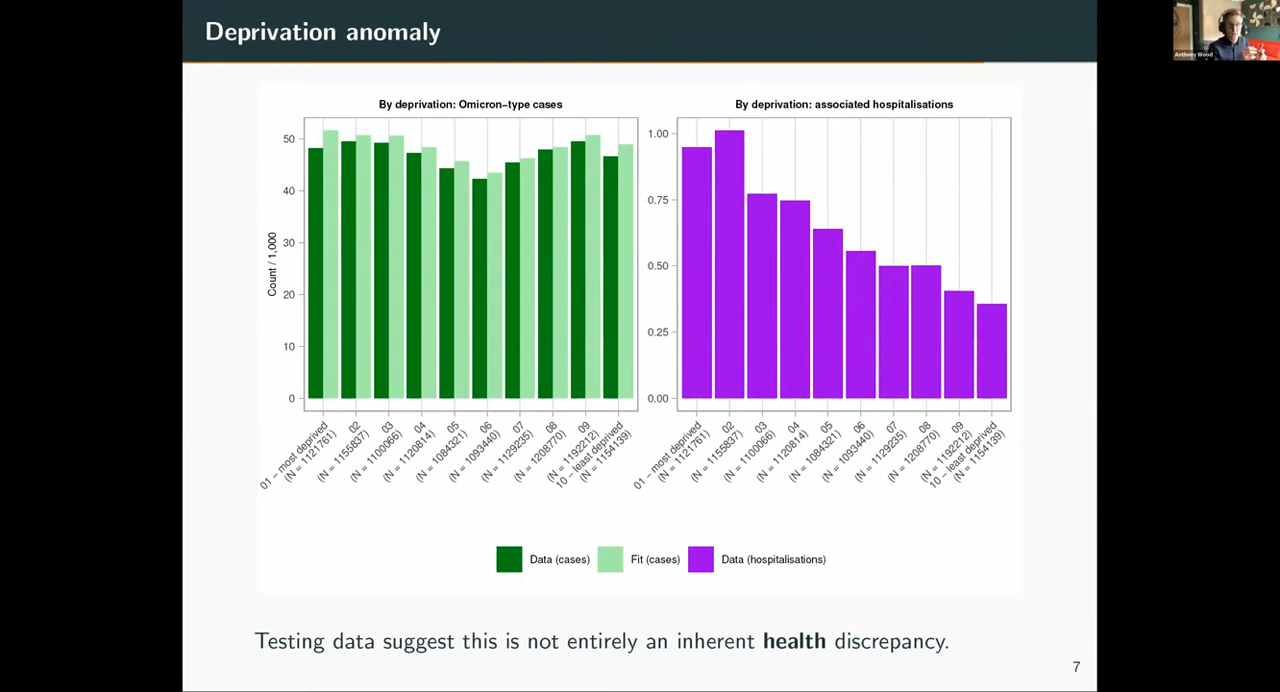 Deprivation anomaly
Anthony Wood
By deprivation: Omicron-type cases
By deprivation: associated hospitalisations
Count / 1,000
50
40
30
20
10
0
1.00
0.75
0.50
0.25
0.00
01 – most deprived
(N = 1121761)
02
(N = 1155837)
03
(N = 1100066)
04
(N = 1120814)
05
(N = 1084321)
06
(N = 1093440)
07
(N = 1129235)
08
(N = 1208770)
09
(N = 1192212)
10 – least deprived
(N = 1154139)
01 – most deprived
(N = 1121761)
02
(N = 1155837)
03
(N = 1100066)
04
(N = 1120814)
05
(N = 1084321)
06
(N = 1093440)
07
(N = 1129235)
08
(N = 1208770)
09
(N = 1192212)
10 – least deprived
(N = 1154139)
Data (cases)
Fit (cases)
Data (hospitalisations)
Testing data suggest this is not entirely an inherent health discrepancy.
7